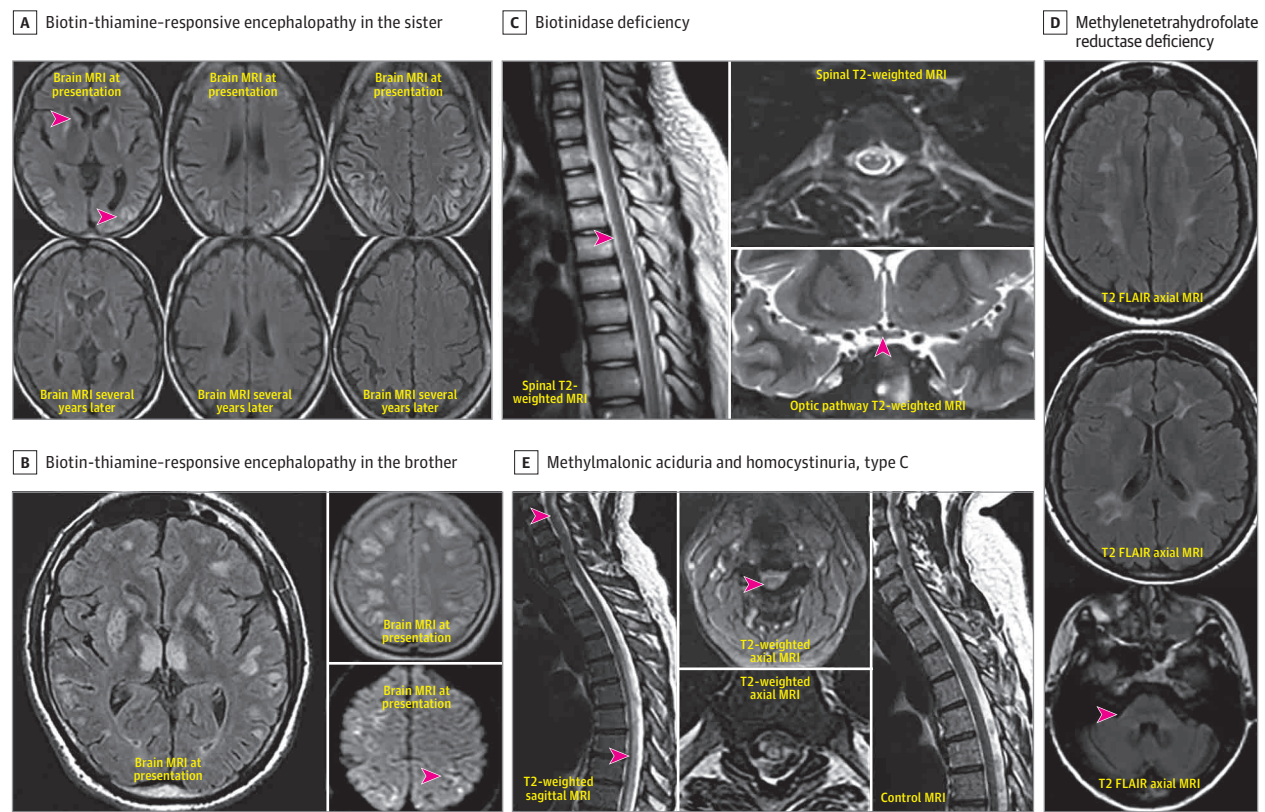 A Biotin-thiamine–responsive encephalopathy in the sister
Brain MRI at
presentation
Brain MRI at
presentation
Brain MRI at
presentation
Brain MRI several
years later
Brain MRI several
years later
Brain MRI several
years later
B Biotin-thiamine–responsive encephalopathy in the brother
Brain MRI at
presentation
Brain MRI at
presentation
Brain MRI at
presentation
C Biotinidase deficiency
Spinal T2-
weighted MRI
Spinal T2-weighted MRI
Optic pathway T2-weighted MRI
D Methylenetetrahydrofolate
reductase deficiency
T2 FLAIR axial MRI
T2 FLAIR axial MRI
T2 FLAIR axial MRI
E Methylmalonic aciduria and homocystinuria, type C
T2-weighted
sagittal MRI
T2-weighted
axial MRI
T2-weighted
axial MRI
Control MRI